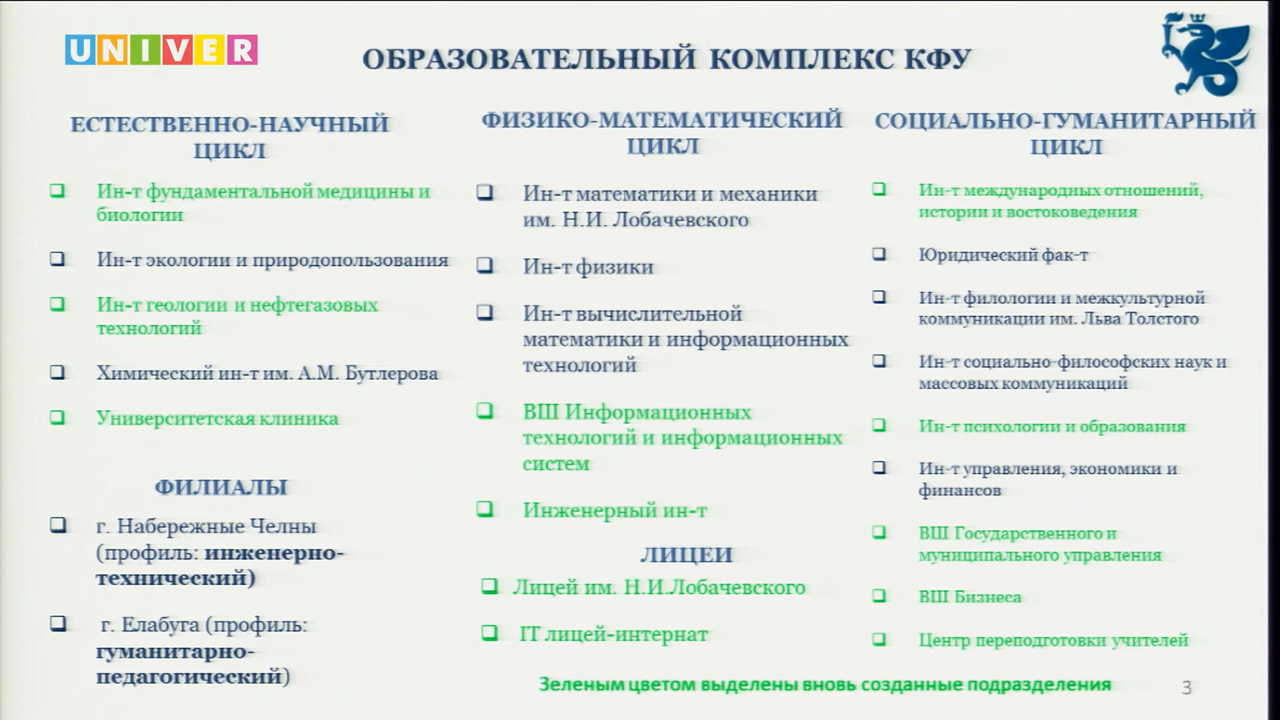 UNIVER
ОБРАЗОВАТЕЛЬНЫЙ КОМПЛЕКС КФУ
ЕСТЕСТВЕННО-НАУЧНЫЙ
ЦИКЛ
Ин-т фундаментальной медицины и
биологии
Ин-т экологии и природопользования
Ин-т геологии и нефтегазовых
технологий
Химический ин-т им. А.М. Бутлерова
Университетская клиника
ФИЛИАЛЫ
г. Набережные Челны
(профиль: инженерно-
технический)
г. Елабуга (профиль:
гуманитарно-
педагогический)
ФИЗИКО-МАТЕМАТИЧЕСКИЙ
ЦИКЛ
Ин-т математики и механики
им. Н.И. Лобачевского
Ин-т физики
Ин-т вычислительной
математики и информационных
технологий
ВШ Информационных
технологий и информационных
систем
Инженерный ин-т
ЛИЦЕИ
Лицей им. Н.И.Лобачевского
IT лицей-интернат
СОЦИАЛЬНО-ГУМАНИТАРНЫЙ
ЦИКЛ
Ин-т международных отношений,
истории и востоковедения
Юридический фак-т
Ин-т филологии и межкультурной
коммуникации им. Льва Толстого
Ин-т социально-философских наук и
массовых коммуникаций
Ин-т психологии и образования
Ин-т управления, экономики и
финансов
ВШ Государственного и
муниципального управления
ВШ Бизнеса
Центр переподготовки учителей
Зеленым цветом выделены вновь созданные подразделения
3